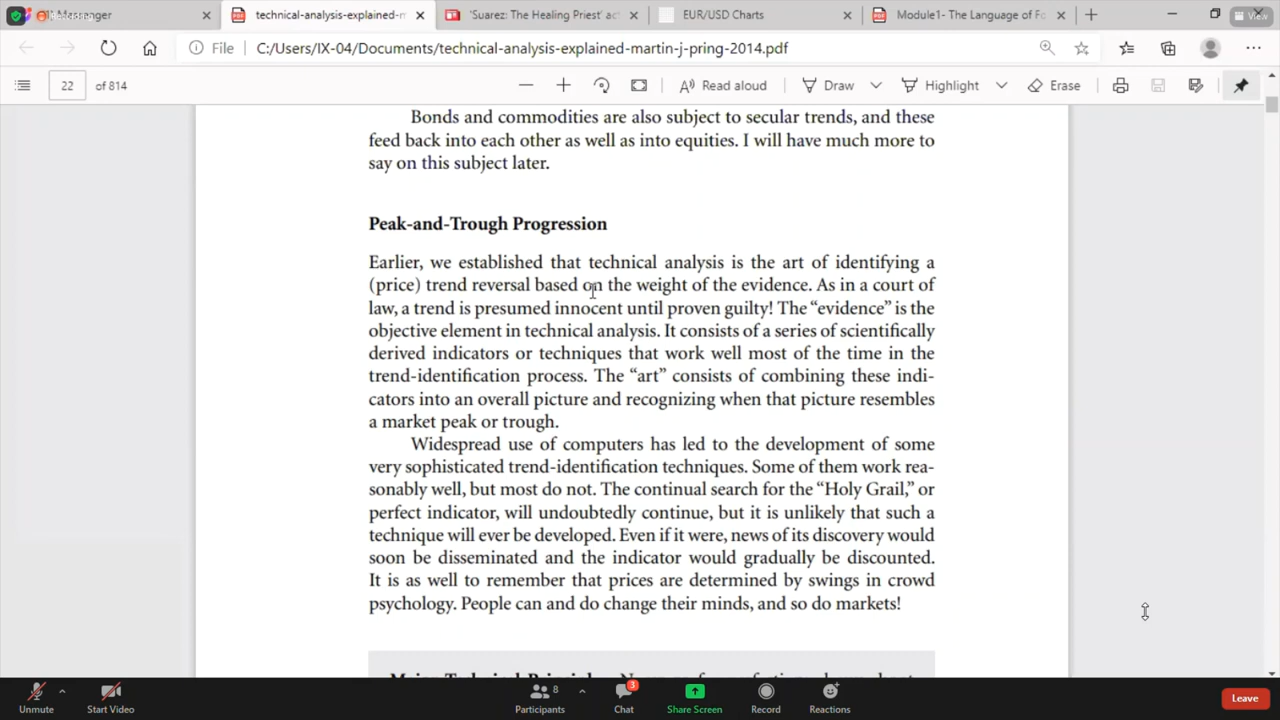 technical-analysis-explained-m
'Suarez: The Healing Priest' act
EUR/USD Charts
Module1- The Language of Fo
View
File
C:/Users/IX-04/Documents/technical-analysis-explained-martin-j-pring-2014.pdf
22 of 814
Read aloud
Draw
Highlight
Erase
Bonds and commodities are also subject to secular trends, and these
feed back into each other as well as into equities. I will have much more to
say on this subject later.
Peak-and-Trough Progression
Earlier, we established that technical analysis is the art of identifying a
(price) trend reversal based on the weight of the evidence. As in a court of
law, a trend is presumed innocent until proven guilty! The “evidence” is the
objective element in technical analysis. It consists of a series of scientifically
derived indicators or techniques that work well most of the time in the
trend-identification process. The “art” consists of combining these indi-
cators into an overall picture and recognizing when that picture resembles
a market peak or trough.
Widespread use of computers has led to the development of some
very sophisticated trend-identification techniques. Some of them work rea-
sonably well, but most do not. The continual search for the “Holy Grail,” or
perfect indicator, will undoubtedly continue, but it is unlikely that such a
technique will ever be developed. Even if it were, news of its discovery would
soon be disseminated and the indicator would gradually be discounted.
It is as well to remember that prices are determined by swings in crowd
psychology. People can and do change their minds, and so do markets!
Unmute
Start Video
8
Participants
3
Chat
Share Screen
Record
Reactions
Leave